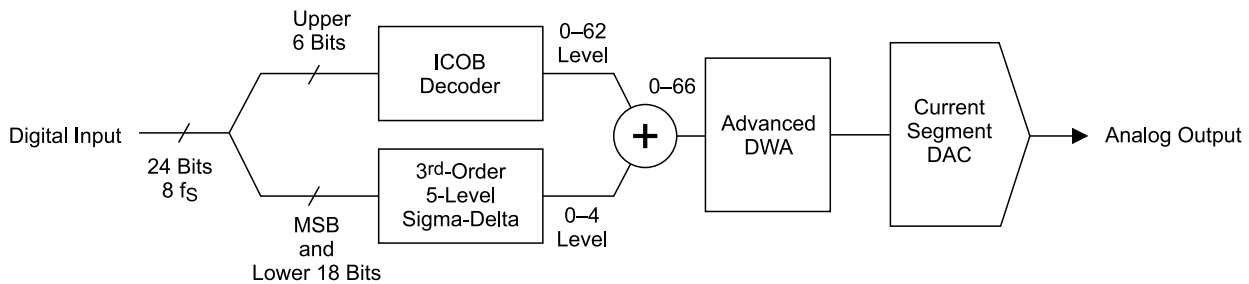 Digital Input
24 Bits
8 fS
Upper
6 Bits
ICOB
Decoder
0–62
Level
MSB
and
Lower 18 Bits
3rd-Order
5-Level
Sigma-Delta
0–4
Level
0–66
+
Advanced
DWA
Current
Segment
DAC
Analog Output